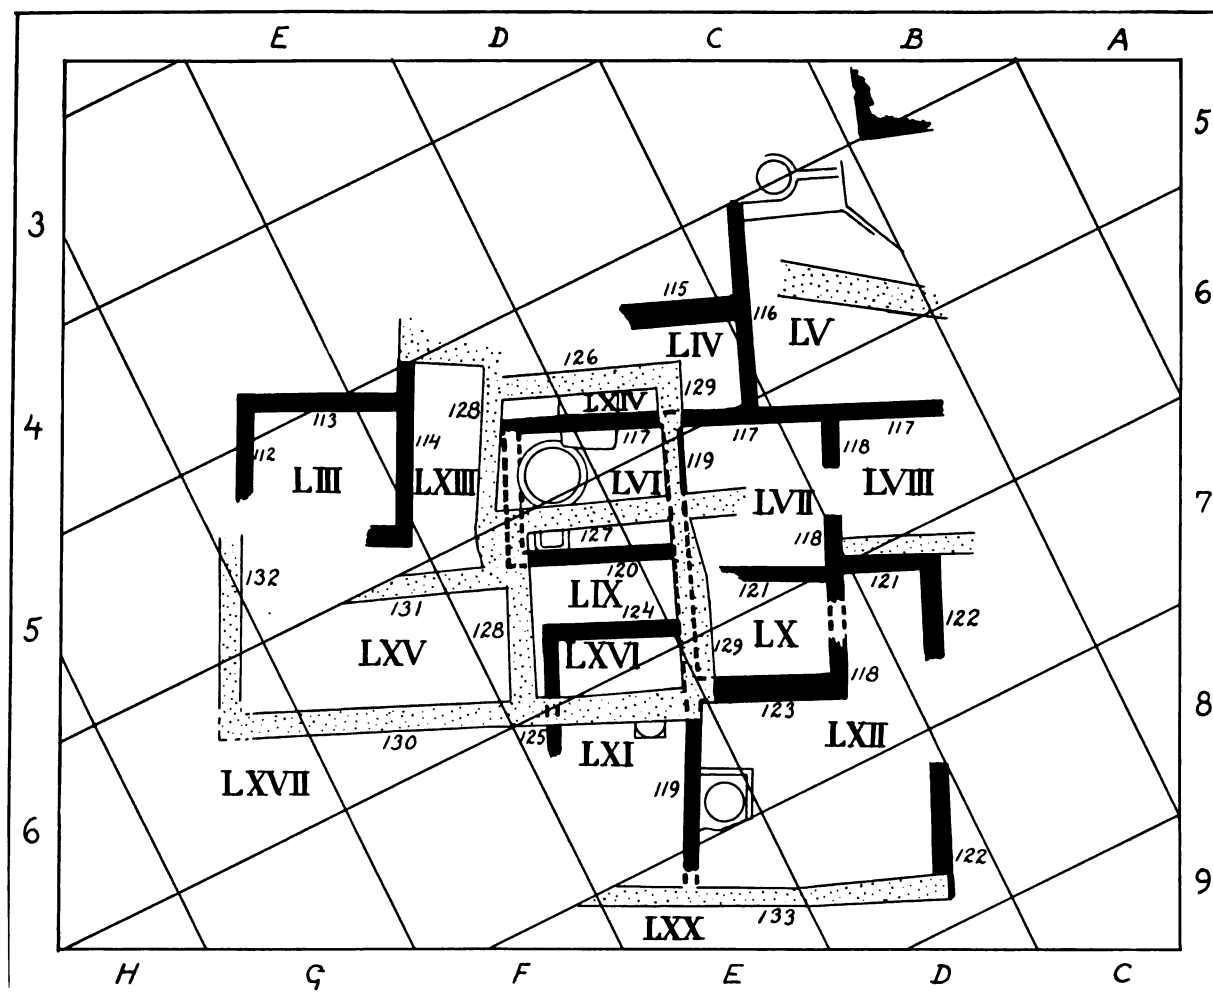 E D C B A
5
3
6
115
116
LV
LIV
126
129
LXIV
113
128
4
114
117
117
118
117
112
119
LIII
LXIII
LVI
LVIII
LVII
7
127
118
132
120
121
121
131
LIX
124
122
5
128
LX
LXV
LXVI
129
118
8
123
130
125
LXII
LXI
LXVII
119
6
122
9
133
LXX
H G F E D C